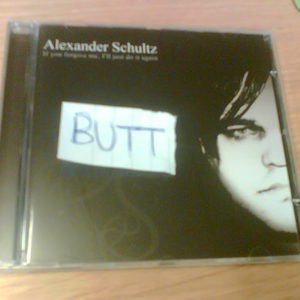 Alexander Schultz
If you forgive me, I'll just do it again
BUTT